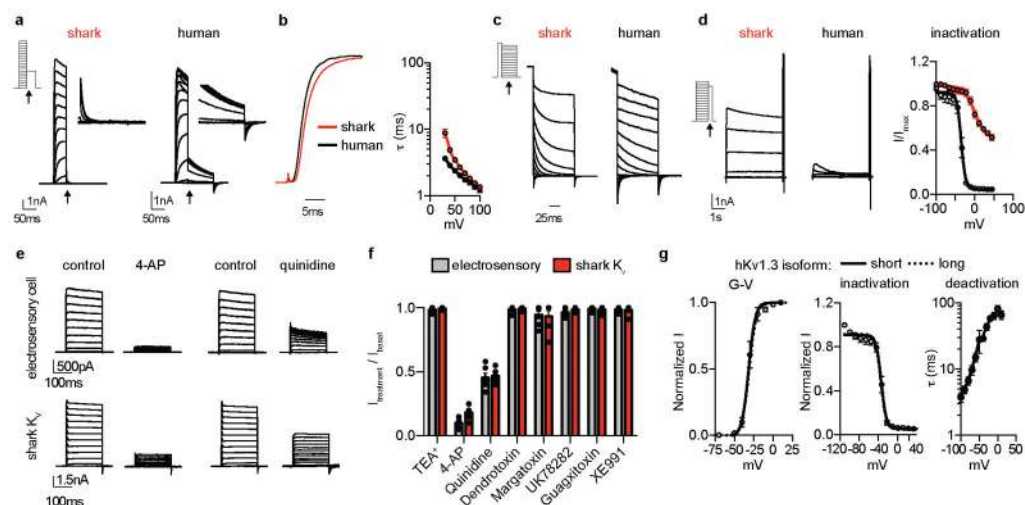 a
shark
human
1nA
50ms
1nA
50ms
b
shark
human
5ms
τ (ms)
100
10
1
0
50
100
mV
c
shark
human
25ms
d
shark
human
inactivation
1nA
1s
I/Imax
1.2
0.8
0.4
0
-100
0
50
mV
e
control
4-AP
control
quinidine
electrosensory cell
500pA
100ms
shark KV
1.5nA
100ms
f
electrosensory
shark KV
Itreatment / Ibasal
1.0
0.5
0.0
TEA+
4-AP
Quinidine
Dendrotoxin
Margatoxin
UK78282
Guagxitoxin
XE991
g
hKv1.3 isoform:
short
long
G-V
inactivation
deactivation
Normalized I
1.0
0.5
0.0
-75
-50
-25
0
25
mV
Normalized I
1.2
0.8
0.4
0.0
-120
-80
-40
0
40
mV
τ (ms)
100
10
1
-100
-50
0
50
mV